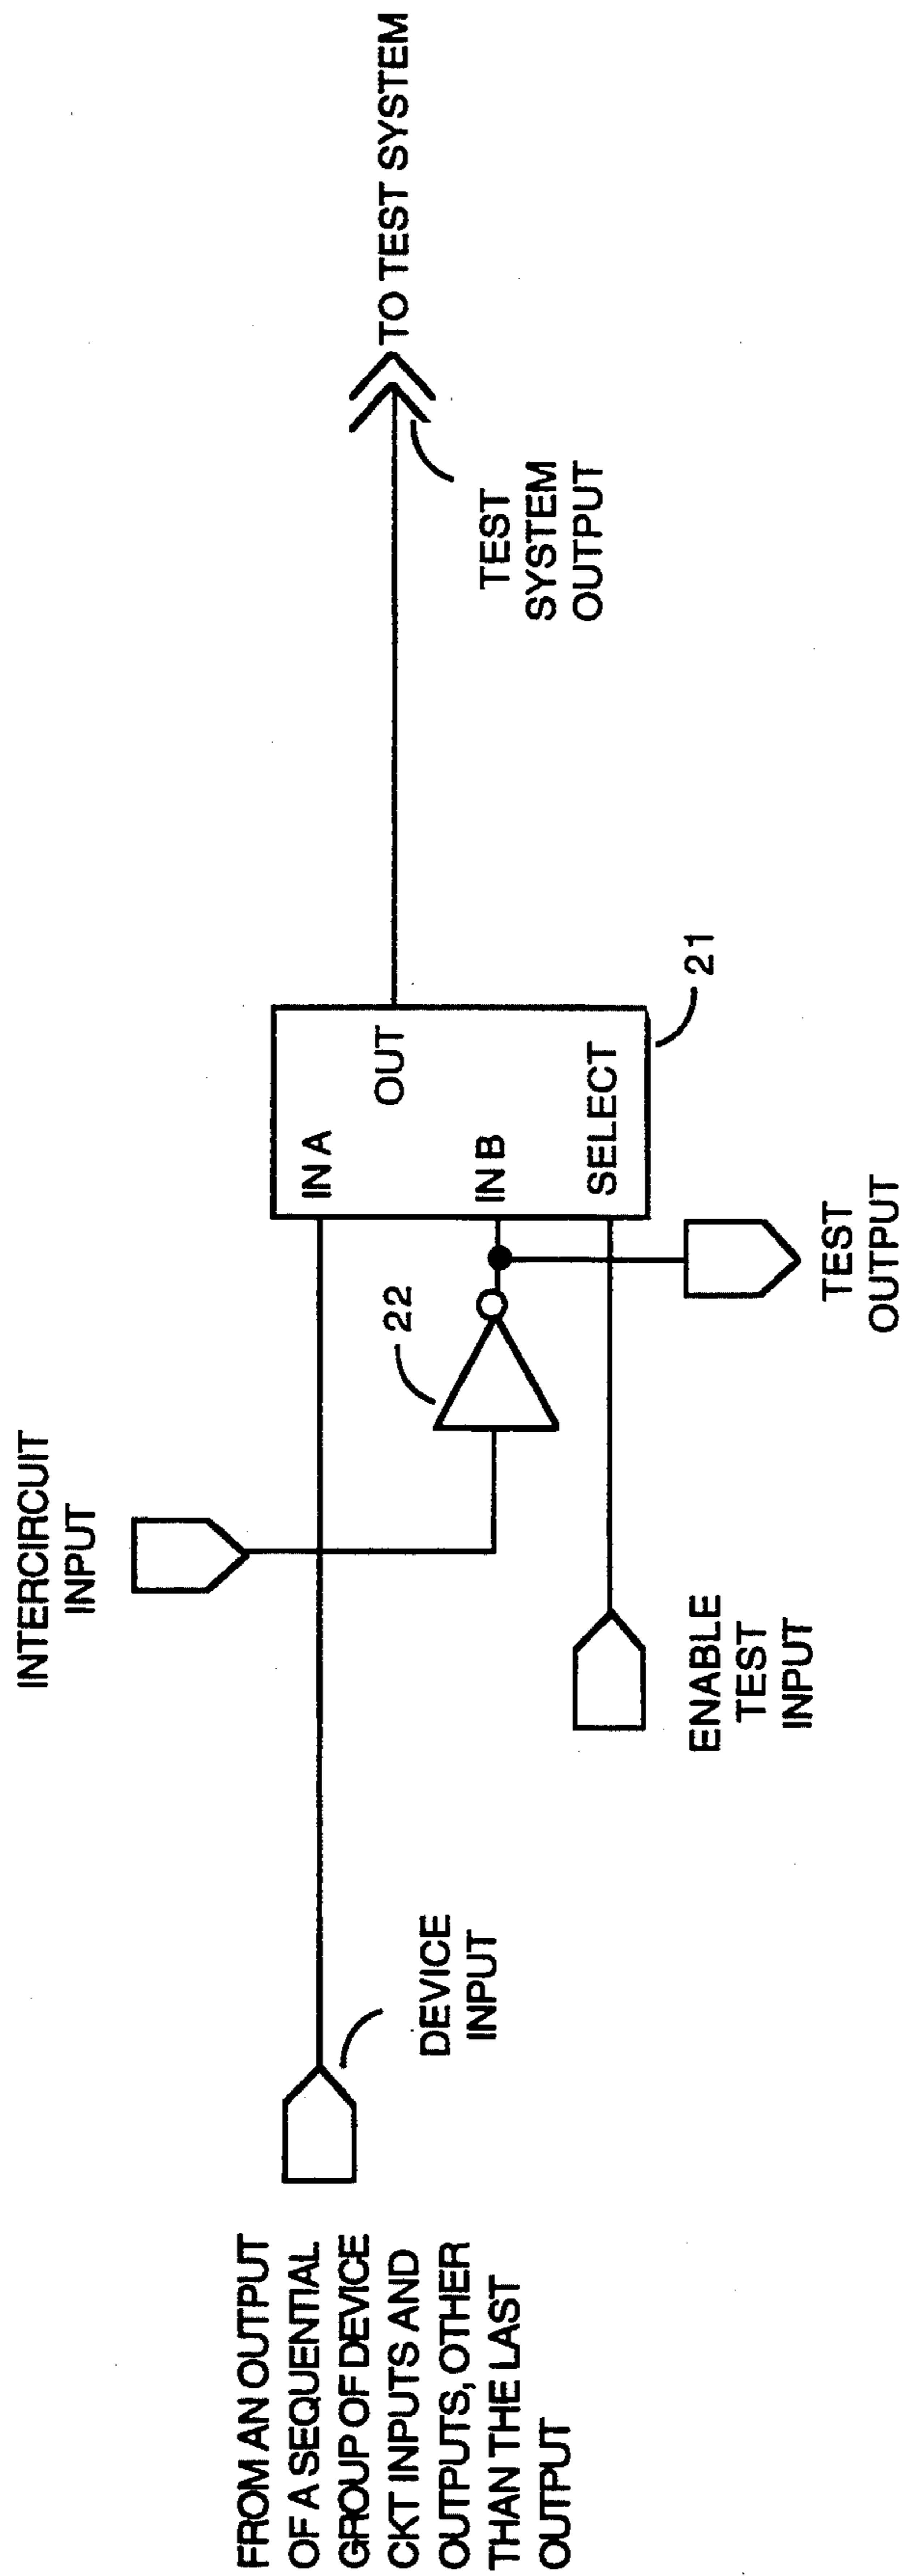 FROM AN OUTPUT
OF A SEQUENTIAL
GROUP OF DEVICE
CKT INPUTS AND
OUTPUTS, OTHER
THAN THE LAST
OUTPUT
DEVICE
INPUT
INTERCIRCUIT
INPUT
ENABLE
TEST
INPUT
22
IN A
OUT
IN B
SELECT
21
TEST
OUTPUT
TEST
SYSTEM
OUTPUT
TO TEST SYSTEM